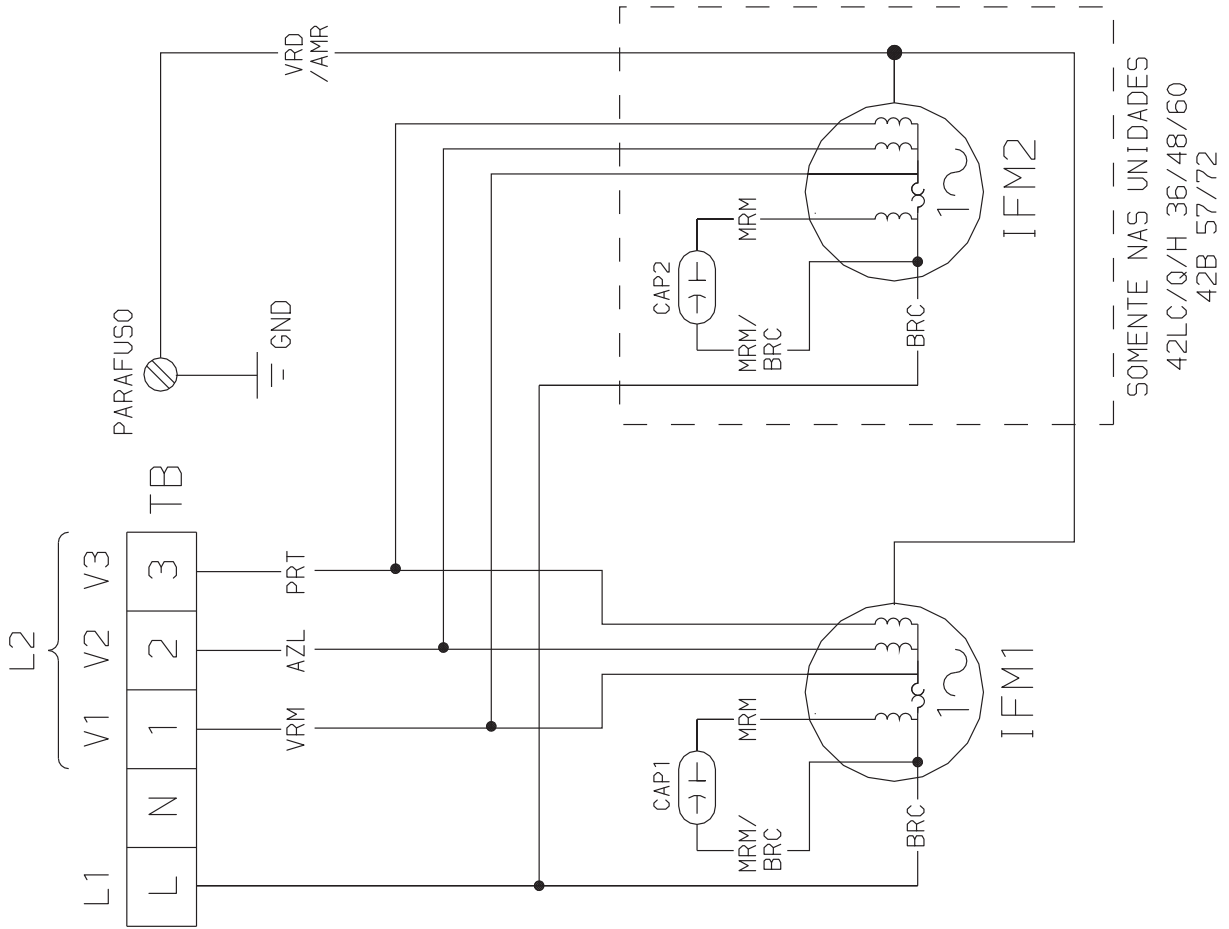 L2
L1
V1
V2
V3
L
N
1
2
3
TB
PARAFUSO
GND
VRD
/AMR
VRM
AZL
PRT
CAP1
MRM/
BRC
MRM
BRC
1
IFM1
CAP2
MRM/
BRC
MRM
BRC
1
IFM2
SOMENTE NAS UNIDADES
42LC/Q/H 36/48/60
42B 57/72